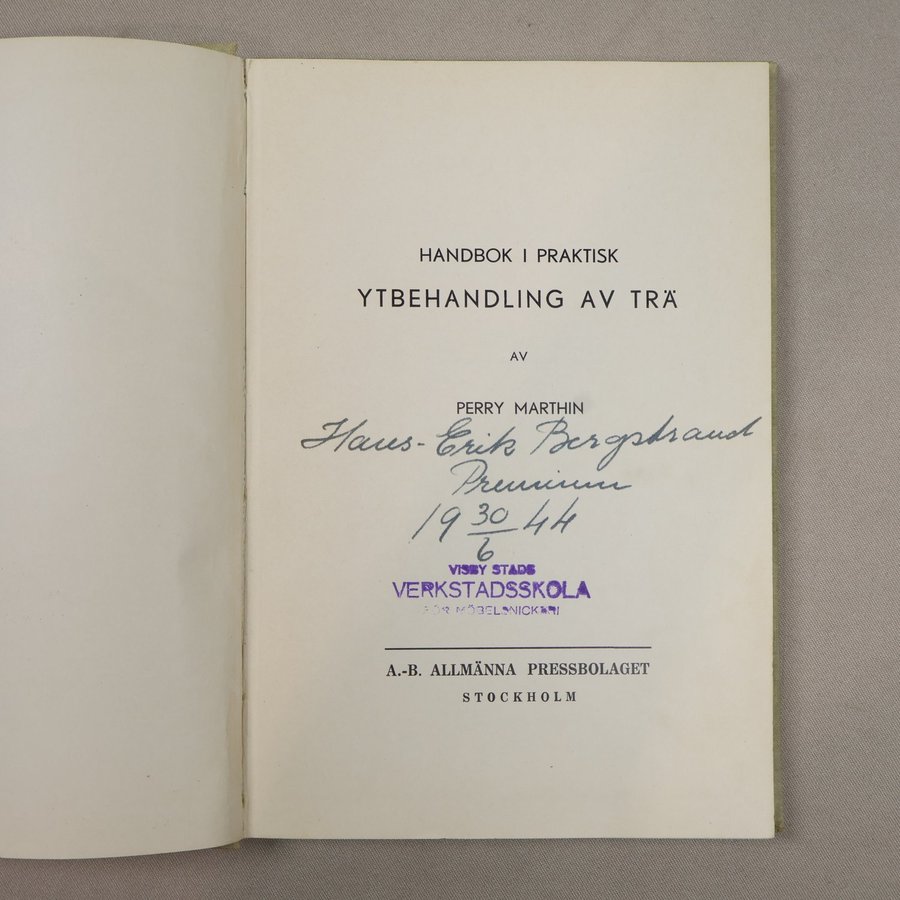 HANDBOK I PRAKTISK
YTBEHANDLING AV TRÄ
AV
PERRY MARTHIN
Hans-Erik Bergstrand
Premium
19 30/6 44
VISBY STADS
VERKSTADSSKOLA
FÖR MÖBELSNICKERI
A.-B. ALLMÄNNA PRESSBOLAGET
STOCKHOLM